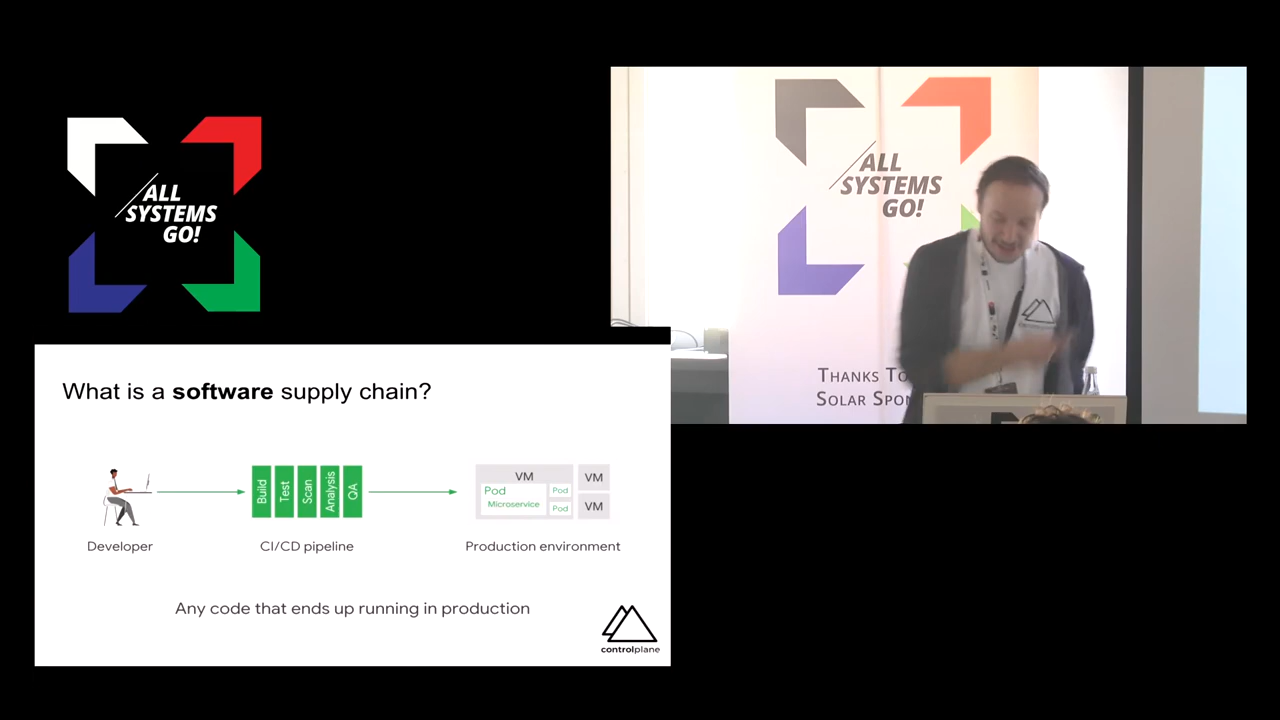 /ALL
SYSTEMS
GO!
/ALL
SYSTEMS
GO!
THANKS TO
SOLAR SPON
What is a software supply chain?
Build
Test
Scan
Analysis
QA
VM
Pod
Microservice
Pod
Pod
VM
VM
Developer
CI/CD pipeline
Production environment
Any code that ends up running in production
controlplane